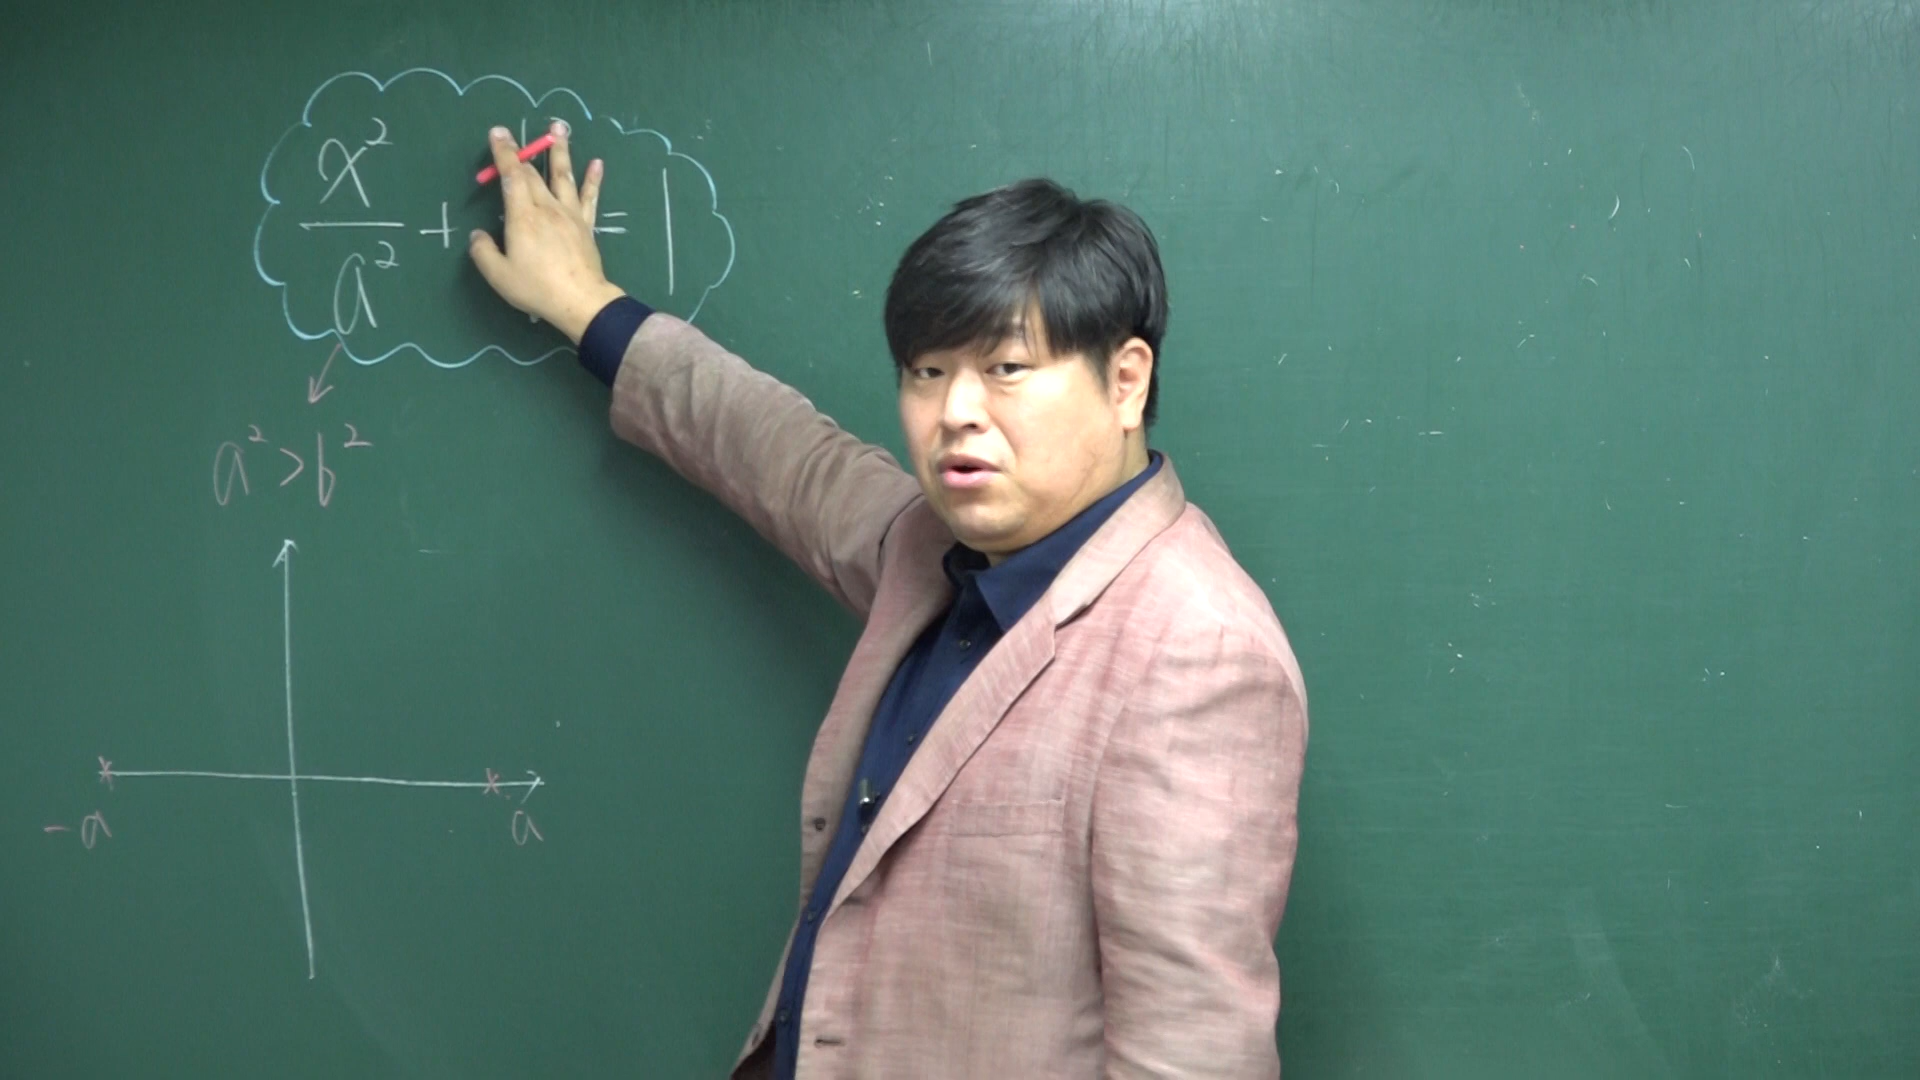 x²/a² + = 1
a² > b²
-a a